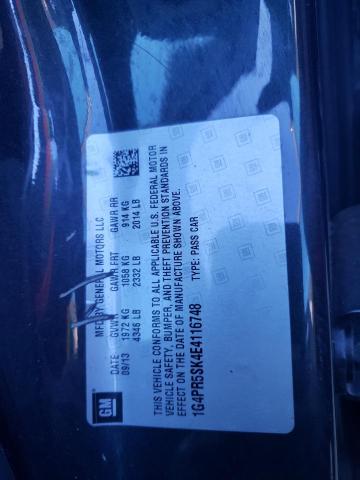 GM
MFD BY GENERAL MOTORS LLC
DATE GVWR GAWR FRT GAWR RR
09/13 1972 KG 1058 KG 914 KG
4346 LB 2332 LB 2014 LB
THIS VEHICLE CONFORMS TO ALL APPLICABLE U.S. FEDERAL MOTOR
VEHICLE SAFETY, BUMPER, AND THEFT PREVENTION STANDARDS IN
EFFECT ON THE DATE OF MANUFACTURE SHOWN ABOVE.
1G4PR5SK4E4116748 TYPE: PASS CAR